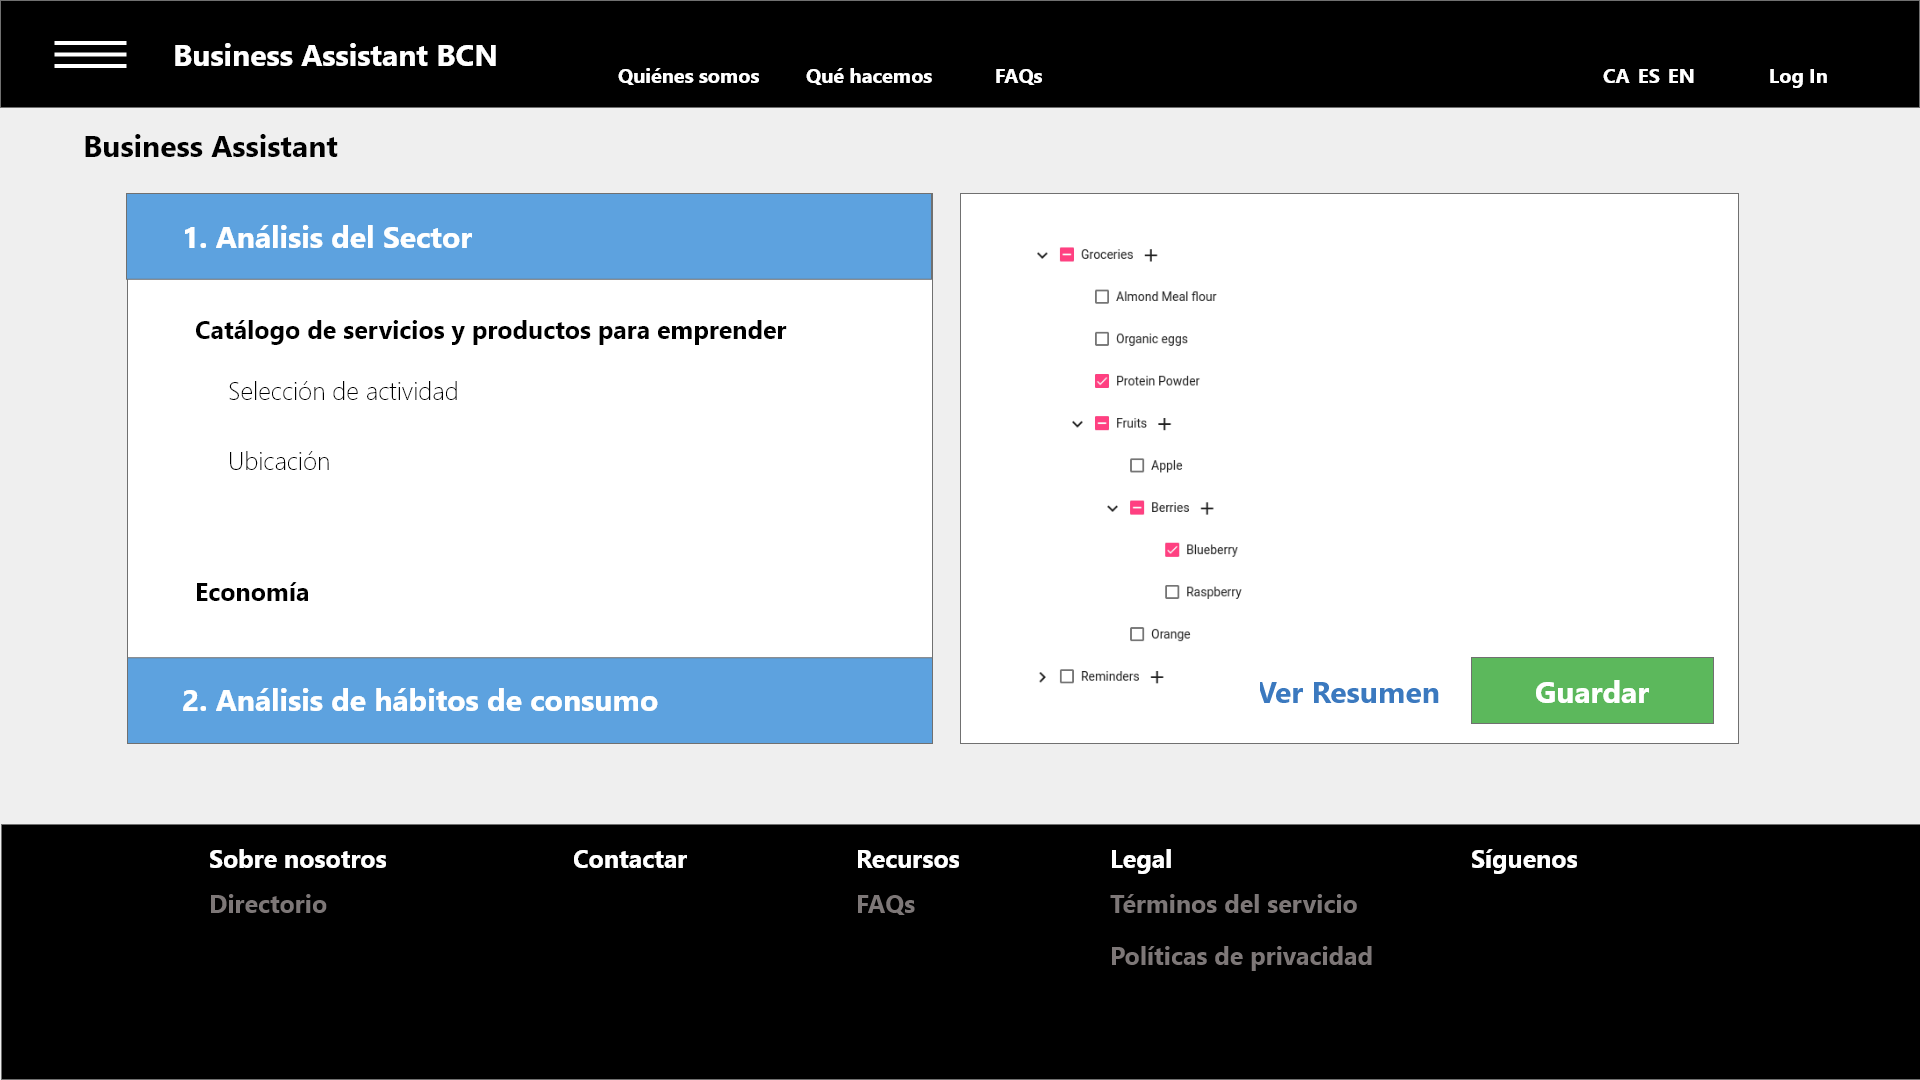 Business Assistant BCN
Quiénes somos
Qué hacemos
FAQs
CA ES EN
Log In
Business Assistant
1. Análisis del Sector
Catálogo de servicios y productos para emprender
Selección de actividad
Ubicación
Economía
2. Análisis de hábitos de consumo
Groceries
Almond Meal flour
Organic eggs
Protein Powder
Fruits
Apple
Berries
Blueberry
Raspberry
Orange
Reminders
Ver Resumen
Guardar
Sobre nosotros
Directorio
Contactar
Recursos
FAQs
Legal
Términos del servicio
Políticas de privacidad
Síguenos